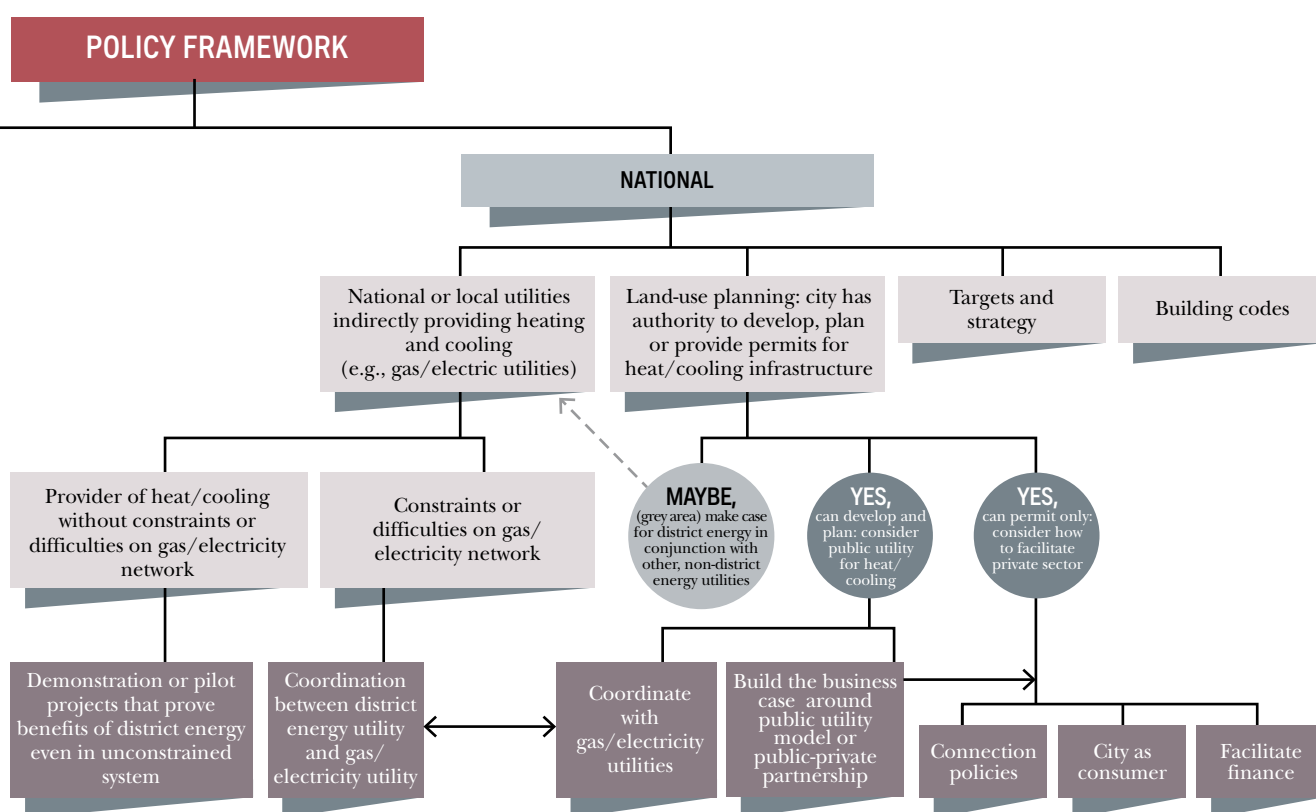 POLICY FRAMEWORK
NATIONAL
National or local utilities
indirectly providing heating
and cooling
(e.g., gas/electric utilities)
Land-use planning: city has
authority to develop, plan
or provide permits for
heat/cooling infrastructure
Targets and
strategy
Building codes
Provider of heat/cooling
without constraints or
difficulties on gas/electricity
network
Constraints or
difficulties on gas/
electricity network
MAYBE,
(grey area) make case
for district energy in
conjunction with
other, non-district
energy utilities
YES,
can develop and
plan: consider
public utility
for heat/
cooling
YES,
can permit only:
consider how
to facilitate
private sector
Demonstration or pilot
projects that prove
benefits of district energy
even in unconstrained
system
Coordination
between district
energy utility
and gas/
electricity utility
Coordinate
with
gas/electricity
utilities
Build the business
case around
public utility
model or
public-private
partnership
Connection
policies
City as
consumer
Facilitate
finance